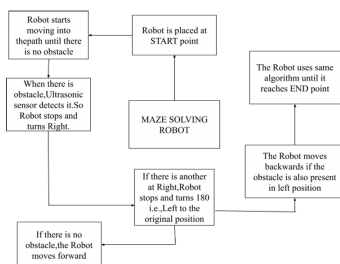 Robot starts
moving into
thepath until there
is no obstacle
Robot is placed at
START point
When there is
obstacle,Ultrasonic
sensor detects it.So
Robot stops and
turns Right.
MAZE SOLVING
ROBOT
The Robot uses same
algorithm until it
reaches END point
If there is another
at Right,Robot
stops and turns 180
i.e.,Left to the
original position
The Robot moves
backwards if the
obstacle is also present
in left position
If there is no
obstacle,the Robot
moves forward